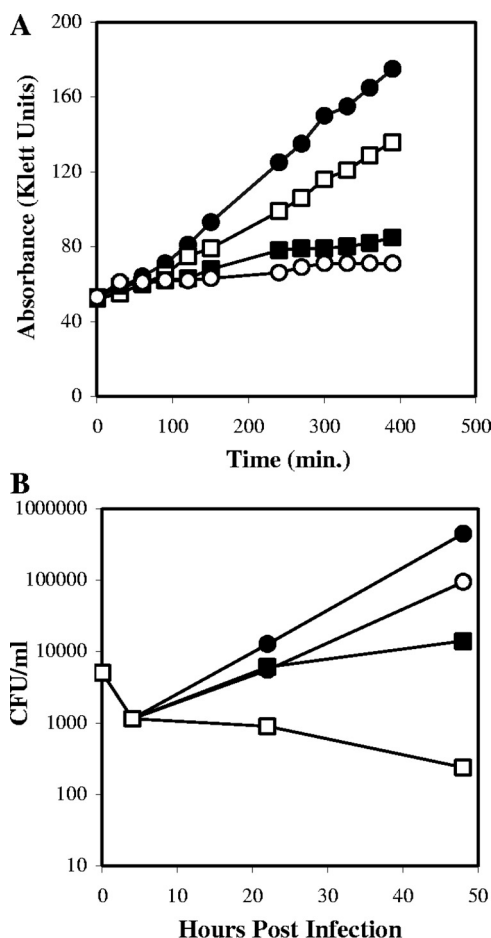 A
Absorbance (Klett Units)
200
160
120
80
40
0
0 100 200 300 400 500
Time (min.)
B
CFU/ml
1000000
100000
10000
1000
100
10
0 10 20 30 40 50
Hours Post Infection